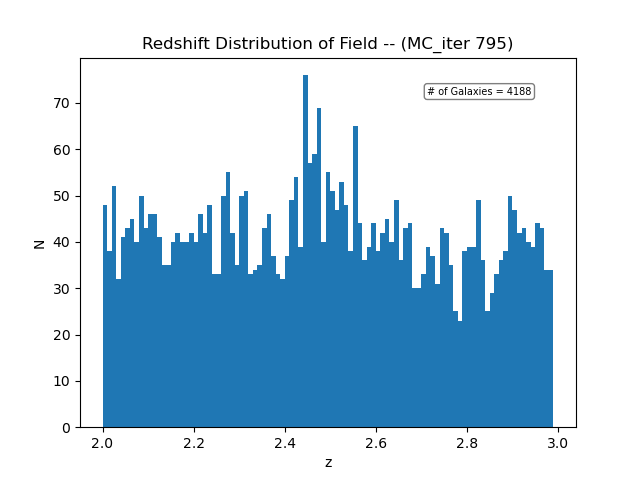 Redshift Distribution of Field -- (MC_iter 795)
# of Galaxies = 4188
70
60
50
40
30
20
10
0
N
2.0 2.2 2.4 2.6 2.8 3.0
z